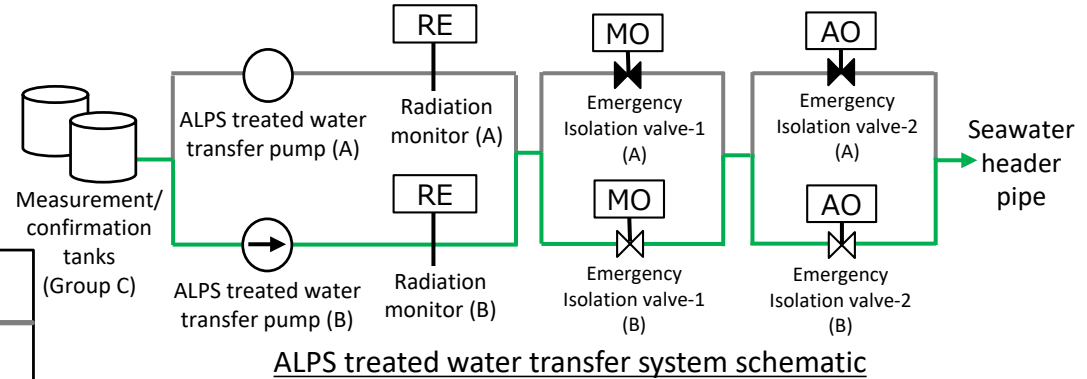 RE
MO
AO
ALPS treated water
transfer pump (A)
Radiation
monitor (A)
Emergency
Isolation valve-1
(A)
Emergency
Isolation valve-2
(A)
Seawater
header
pipe
Measurement/
confirmation
tanks
(Group C)
RE
MO
AO
ALPS treated water
transfer pump (B)
Radiation
monitor (B)
Emergency
Isolation valve-1
(B)
Emergency
Isolation valve-2
(B)
ALPS treated water transfer system schematic